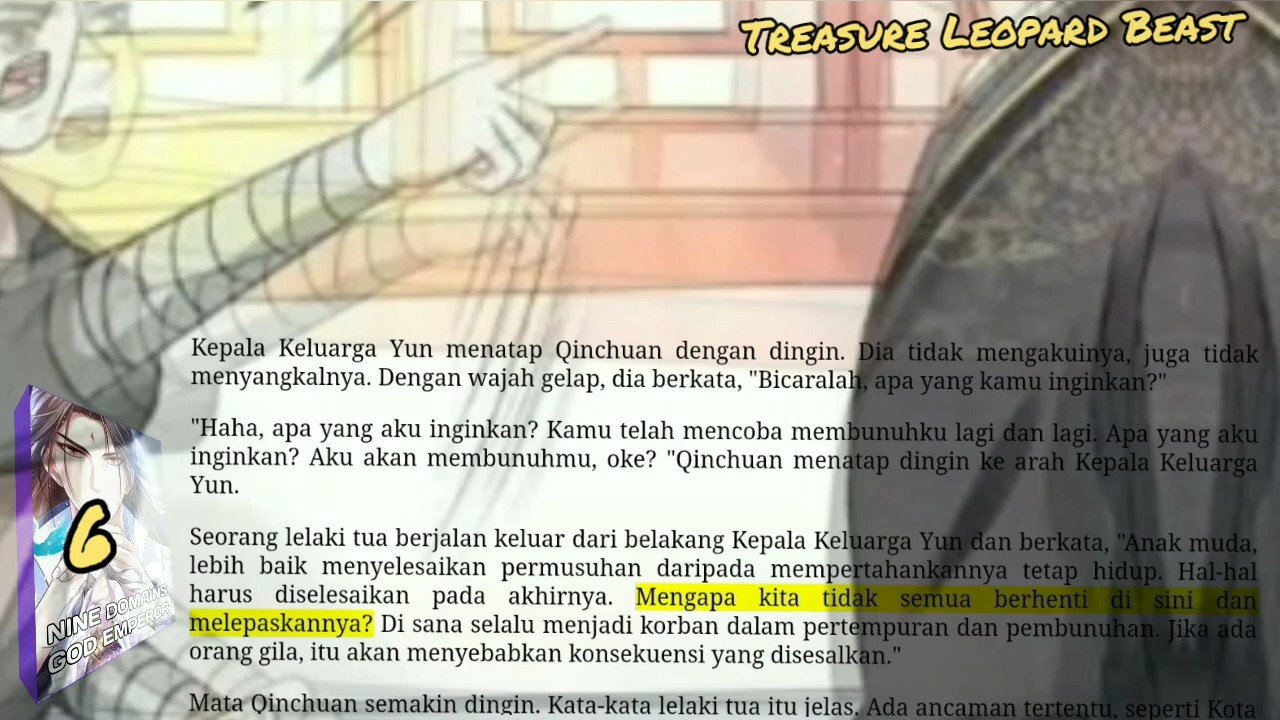 TREASURE LEOPARD BEAST
Kepala Keluarga Yun menatap Qinchuan dengan dingin. Dia tidak mengakuinya, juga tidak
menyangkalnya. Dengan wajah gelap, dia berkata, "Bicaralah, apa yang kamu inginkan?"
"Haha, apa yang aku inginkan? Kamu telah mencoba membunuhku lagi dan lagi. Apa yang aku
inginkan? Aku akan membunuhmu, oke? "Qinchuan menatap dingin ke arah Kepala Keluarga
Yun.
Seorang lelaki tua berjalan keluar dari belakang Kepala Keluarga Yun dan berkata, "Anak muda,
lebih baik menyelesaikan permusuhan daripada mempertahankannya tetap hidup. Hal-hal
harus diselesaikan pada akhirnya. Mengapa kita tidak semua berhenti di sini dan
melepaskannya? Di sana selalu menjadi korban dalam pertempuran dan pembunuhan. Jika ada
orang gila, itu akan menyebabkan konsekuensi yang disesalkan."
Mata Qinchuan semakin dingin. Kata-kata lelaki tua itu jelas. Ada ancaman tertentu, seperti Kota
6
NINE DOMAINS
GOD EMPEROR